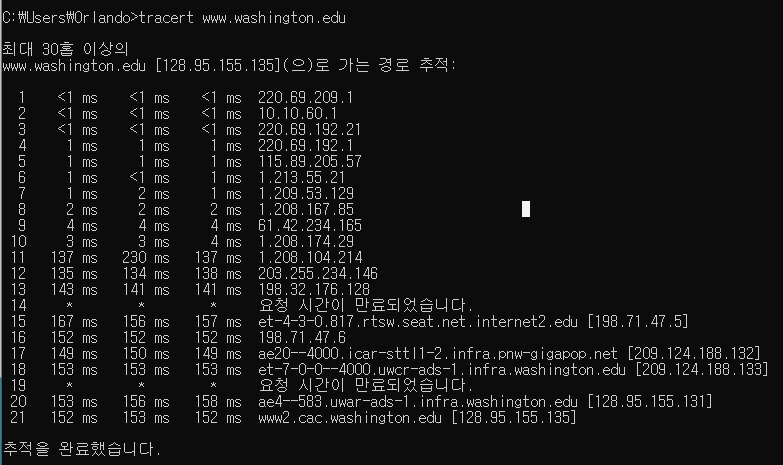 C:₩Users₩Orlando>tracert www.washington.edu
최대 30홉 이상의
www.washington.edu [128.95.155.135](으)로 가는 경로 추적:
1 <1 ms <1 ms <1 ms 220.69.209.1
2 <1 ms <1 ms <1 ms 10.10.60.1
3 <1 ms <1 ms <1 ms 220.69.192.21
4 1 ms 1 ms 1 ms 220.69.192.1
5 1 ms 1 ms 1 ms 115.89.205.57
6 1 ms <1 ms 1 ms 1.213.55.21
7 1 ms 2 ms 1 ms 1.209.53.129
8 2 ms 2 ms 2 ms 1.208.167.85
9 4 ms 4 ms 4 ms 61.42.234.165
10 3 ms 3 ms 4 ms 1.208.174.29
11 137 ms 230 ms 137 ms 1.208.104.214
12 135 ms 134 ms 138 ms 203.255.234.146
13 143 ms 141 ms 141 ms 198.32.176.128
14 * * * 요청 시간이 만료되었습니다.
15 167 ms 156 ms 157 ms et-4-3-0.817.rtsw.seat.net.internet2.edu [198.71.47.5]
16 152 ms 152 ms 152 ms 198.71.47.6
17 149 ms 150 ms 149 ms ae20--4000.icar-sttl1-2.infra.pnw-gigapop.net [209.124.188.132]
18 153 ms 153 ms 153 ms et-7-0-0--4000.uwcr-ads-1.infra.washington.edu [209.124.188.133]
19 * * * 요청 시간이 만료되었습니다.
20 153 ms 156 ms 158 ms ae4--583.uwar-ads-1.infra.washington.edu [128.95.155.131]
21 152 ms 153 ms 152 ms www2.cac.washington.edu [128.95.155.135]
추적을 완료했습니다.